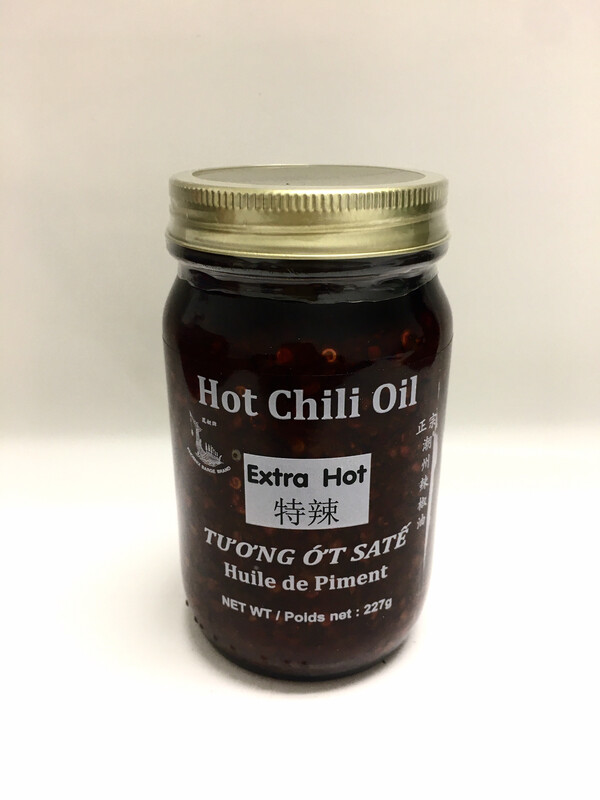 Hot Chili Oil
Extra Hot
特辣
TƯƠNG ỚT SATẾ
Huile de Piment
NET WT / Poids net : 227g
正宗潮州辣椒油